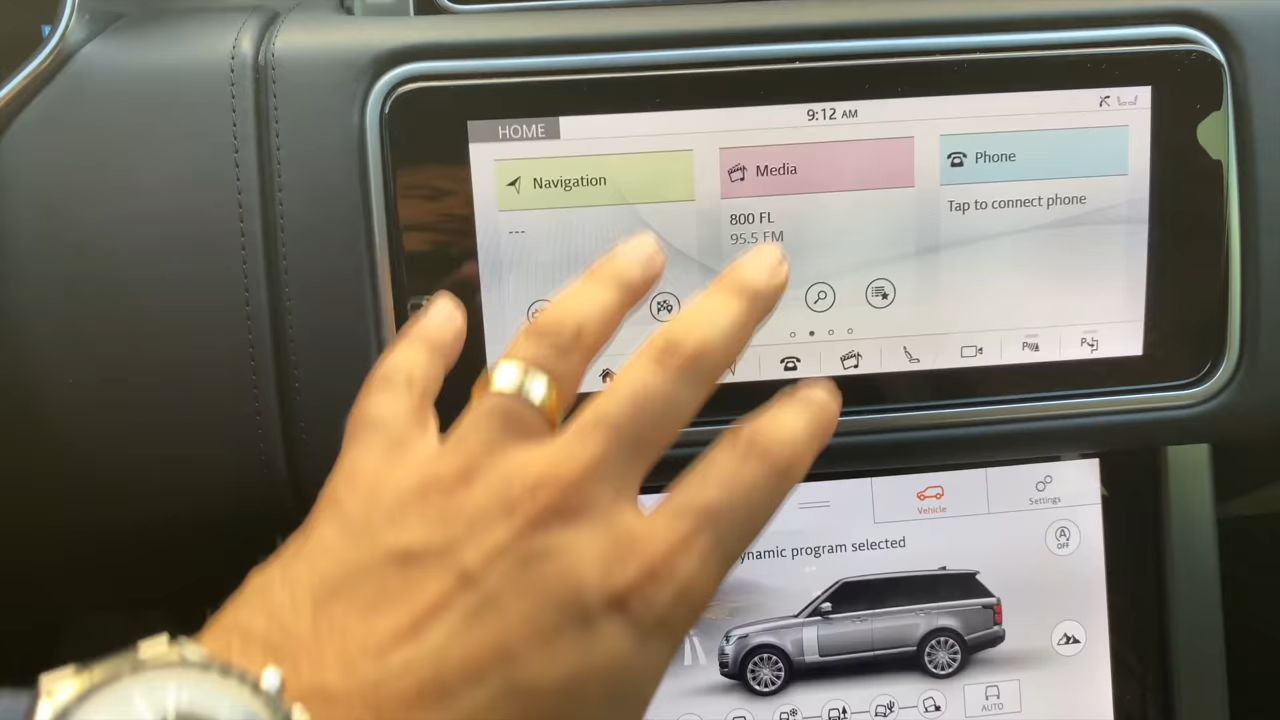 9:12 AM
HOME
Navigation
Media
Phone
---
800 FL
95.5 FM
Tap to connect phone
Vehicle
Settings
ynamic program selected
A
OFF
AUTO